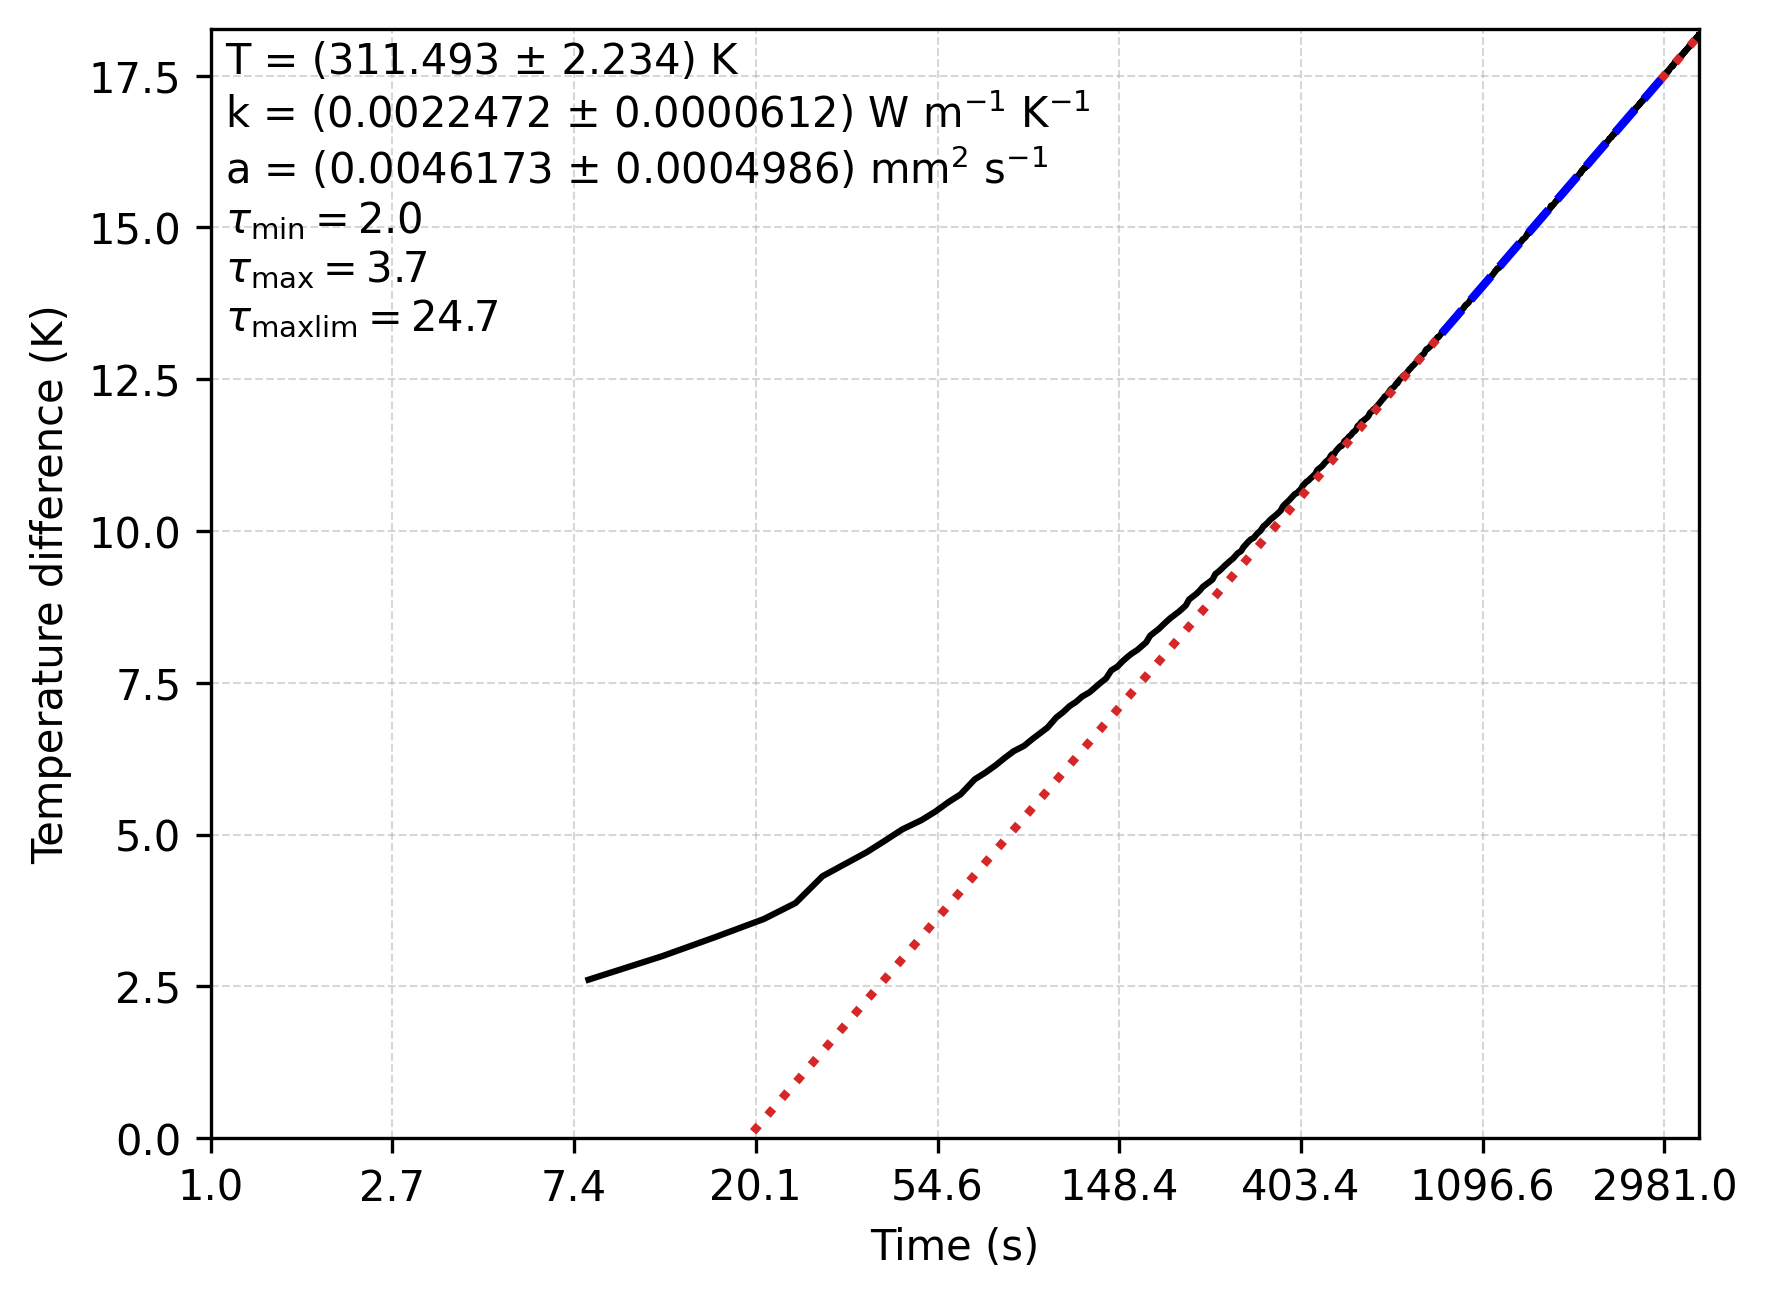 T = (311.493 ± 2.234) K
k = (0.0022472 ± 0.0000612) W m⁻¹ K⁻¹
a = (0.0046173 ± 0.0004986) mm² s⁻¹
τmin = 2.0
τmax = 3.7
τmaxlim = 24.7
Temperature difference (K)
17.5
15.0
12.5
10.0
7.5
5.0
2.5
0.0
1.0 2.7 7.4 20.1 54.6 148.4 403.4 1096.6 2981.0
Time (s)